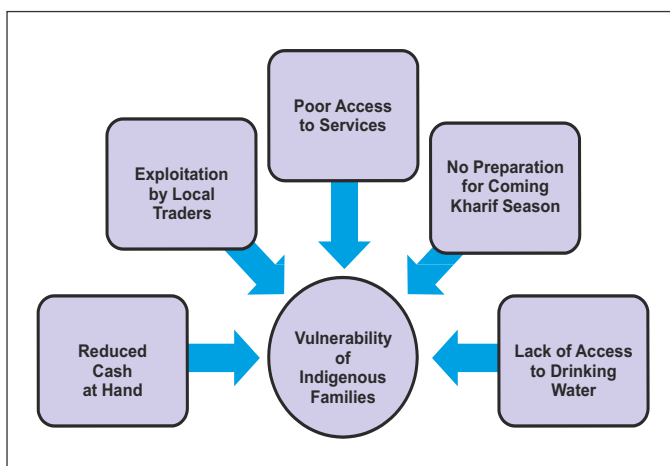 Poor Access
to Services
Exploitation
by Local
Traders
No Preparation
for Coming
Kharif Season
Reduced
Cash
at Hand
Vulnerability
of
Indigenous
Families
Lack of Access
to Drinking
Water